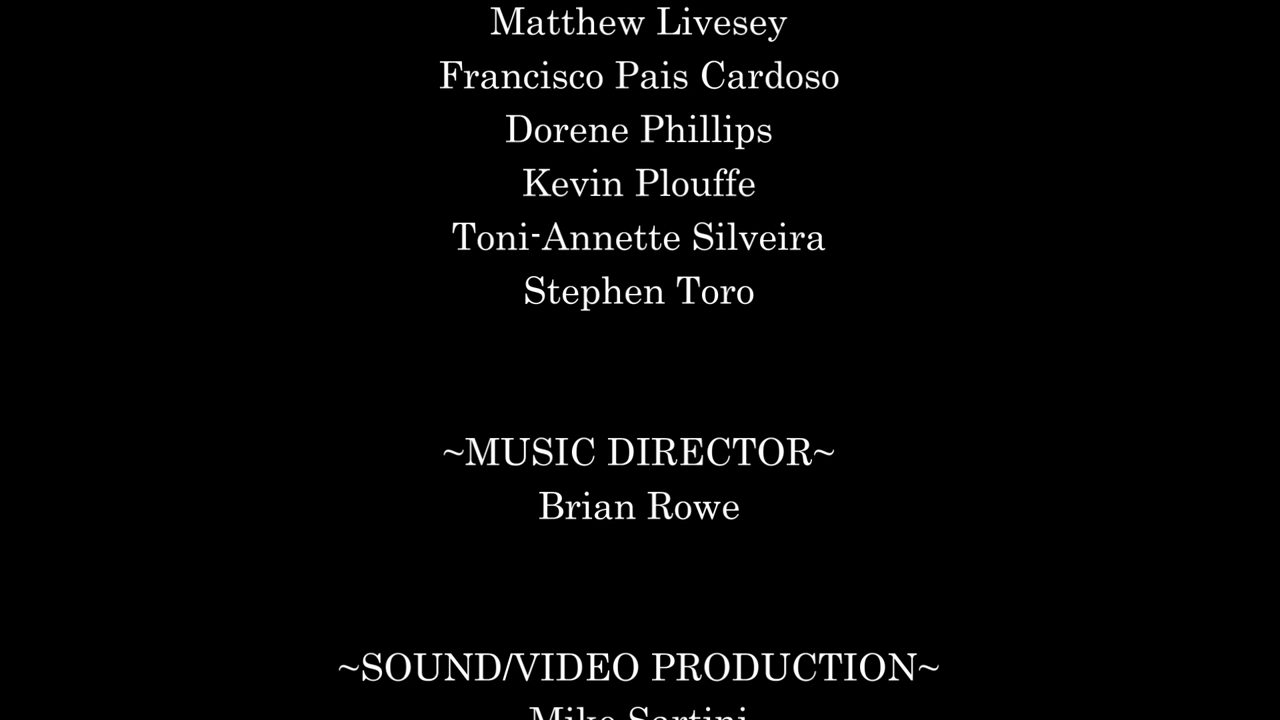 Matthew Livesey
Francisco Pais Cardoso
Dorene Phillips
Kevin Plouffe
Toni-Annette Silveira
Stephen Toro
~MUSIC DIRECTOR~
Brian Rowe
~SOUND/VIDEO PRODUCTION~
Mike Sartini